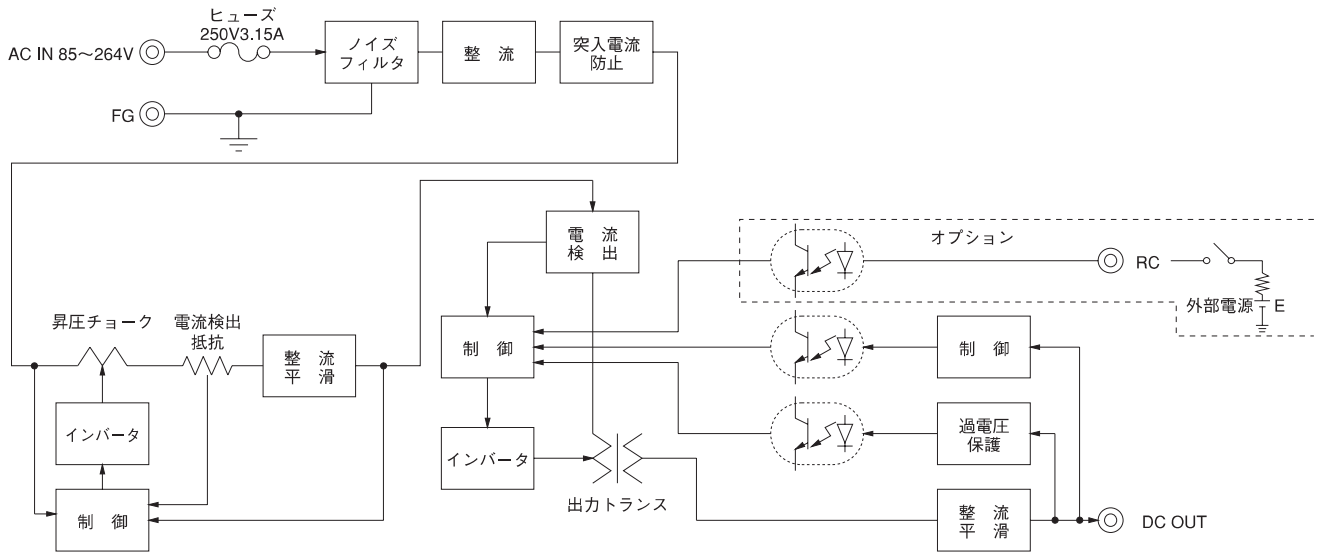 ヒューズ
250V3.15A
AC IN 85〜264V
ノイズ
フィルタ
整 流
突入電流
防止
FG
電 流
検 出
オプション
RC
外部電源
E
昇圧チョーク
電流検出
抵抗
整 流
平 滑
制 御
制 御
インバータ
過電圧
保護
インバータ
制 御
出力トランス
整 流
平 滑
DC OUT